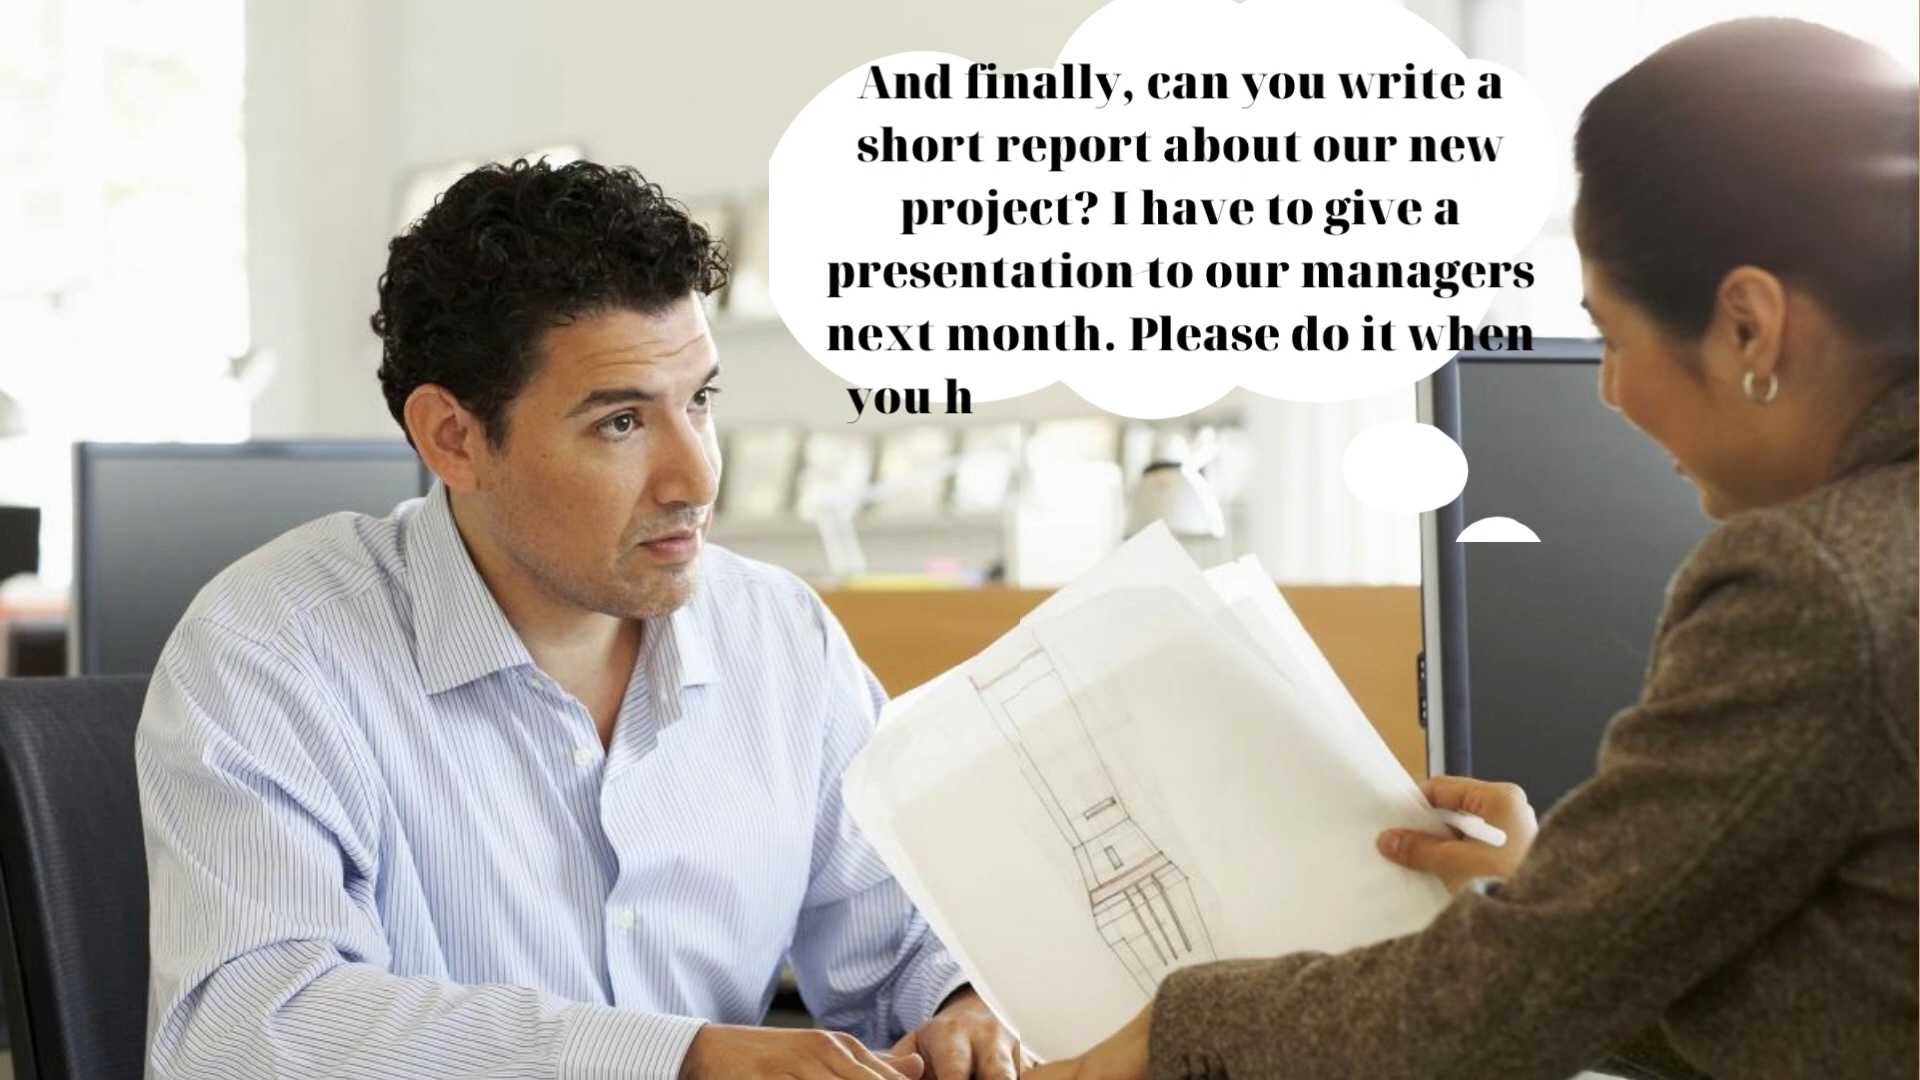 And finally, can you write a
short report about our new
project? I have to give a
presentation to our managers
next month. Please do it when
you h